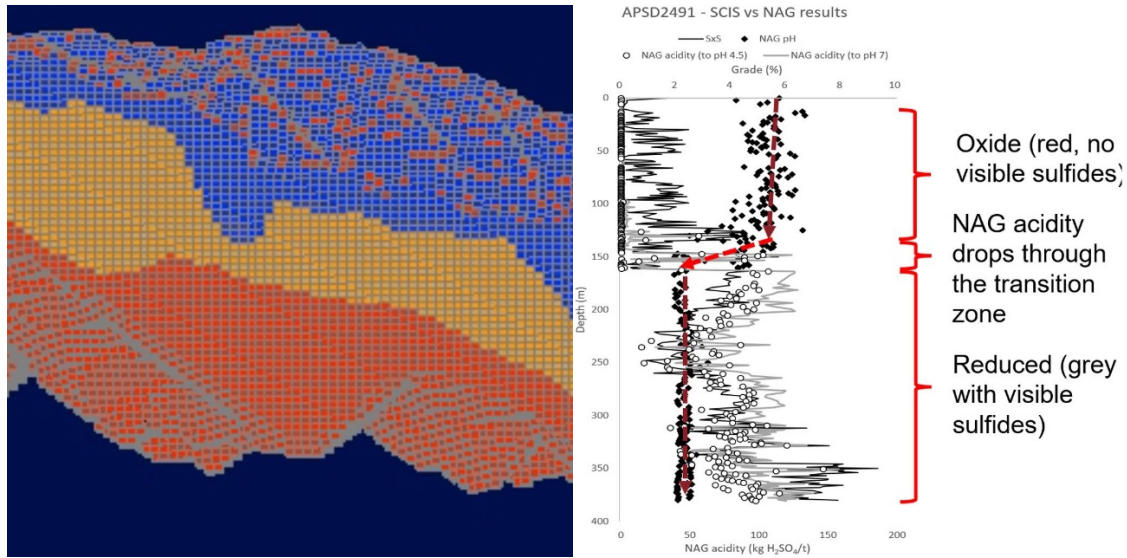 APSD2491 - SCIS vs NAG results
SxS
NAG pH
NAG acidity (to pH 4.5)
NAG acidity (to pH 7)
Grade (%)
0 2 4 6 8 10
0
50
100
150
200
250
300
350
400
Depth (m)
0 50 100 150 200
NAG acidity (kg H₂SO₄/t)
Oxide (red, no
visible sulfides)
NAG acidity
drops through
the transition
zone
Reduced (grey
with visible
sulfides)